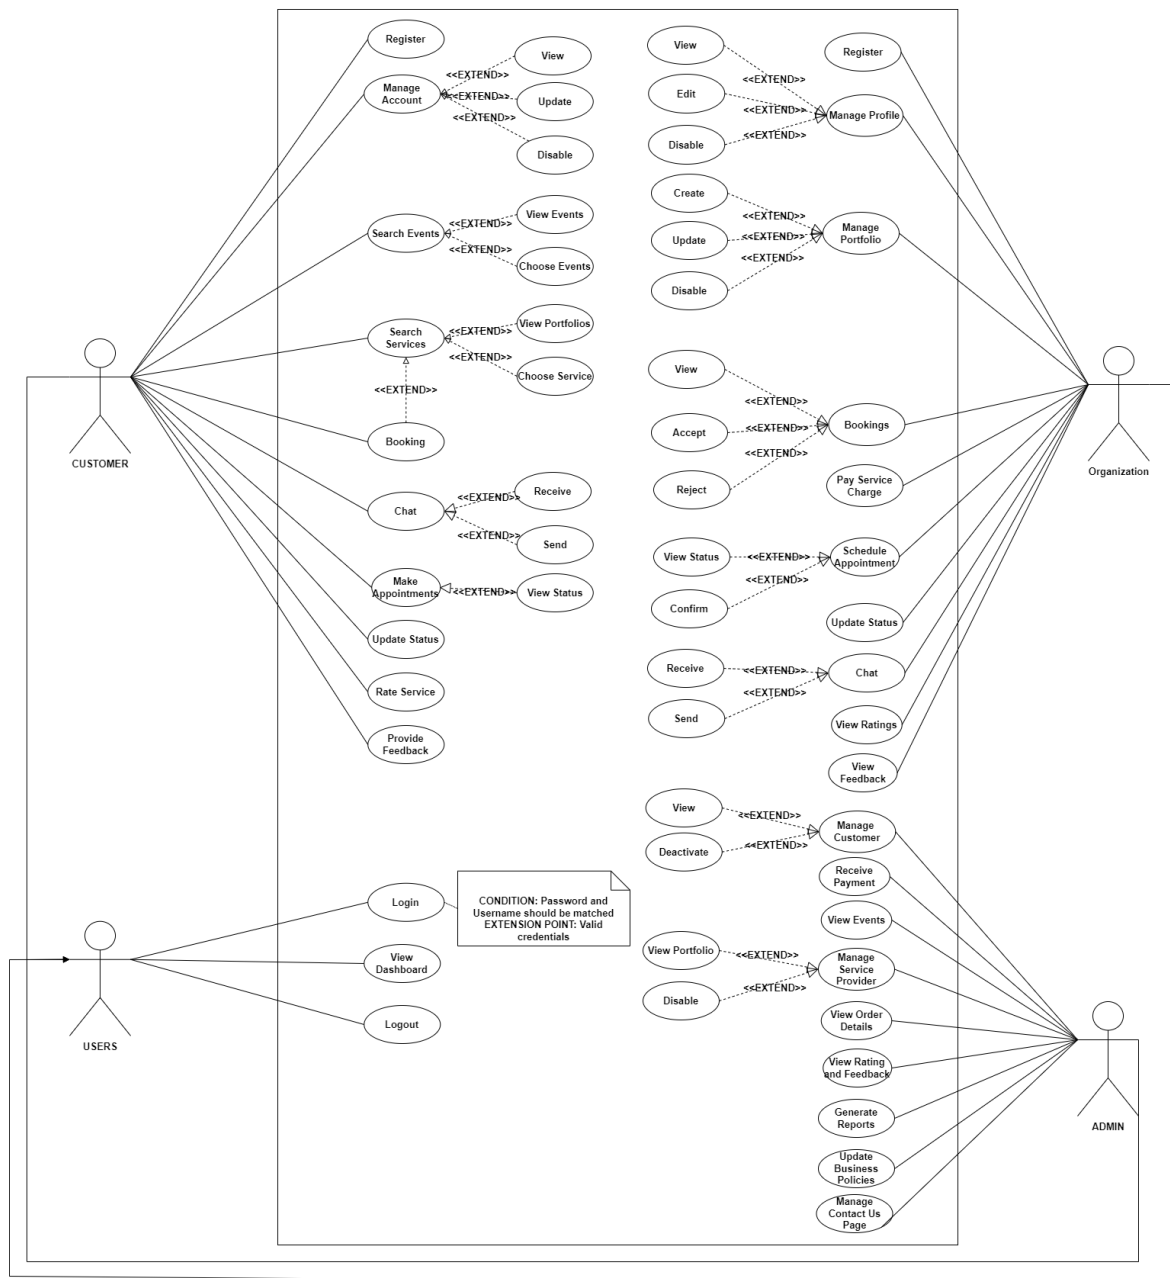 Register
Manage
Account
View
<<EXTEND>>
<<EXTEND>>
Update
<<EXTEND>>
Disable
Search Events
View Events
<<EXTEND>>
<<EXTEND>>
Choose Events
Search
Services
View Portfolios
<<EXTEND>>
<<EXTEND>>
Choose Service
<<EXTEND>>
Booking
CUSTOMER
Chat
Receive
<<EXTEND>>
<<EXTEND>>
Send
Make
Appointments
<<EXTEND>>
View Status
Update Status
Rate Service
Provide
Feedback
View
Register
<<EXTEND>>
Edit
<<EXTEND>>
Manage Profile
<<EXTEND>>
Disable
Create
<<EXTEND>>
Update
<<EXTEND>>
Manage
Portfolio
<<EXTEND>>
Disable
View
<<EXTEND>>
Accept
<<EXTEND>>
Bookings
<<EXTEND>>
Reject
Pay Service
Charge
Organization
View Status
<<EXTEND>>
Schedule
Appointment
<<EXTEND>>
Confirm
Update Status
Receive
<<EXTEND>>
Chat
<<EXTEND>>
Send
View Ratings
View
Feedback
View
<<EXTEND>>
Manage
Customer
Deactivate
<<EXTEND>>
Receive
Payment
View Events
View Portfolio
<<EXTEND>>
Manage
Service
Provider
Disable
<<EXTEND>>
View Order
Details
View Rating
and Feedback
Generate
Reports
Update
Business
Policies
Manage
Contact Us
Page
ADMIN
Login
CONDITION: Password and
Username should be matched
EXTENSION POINT: Valid
credentials
View
Dashboard
Logout
USERS